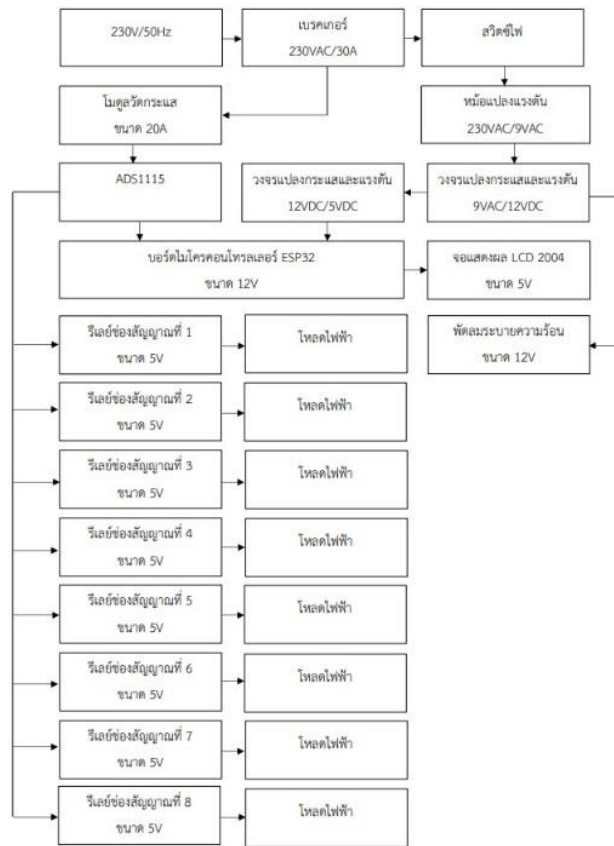 230V/50Hz
เบรคเกอร์
230VAC/30A
สวิตซ์ไฟ
โมดูลวัดกระแส
ขนาด 20A
หม้อแปลงแรงดัน
230VAC/9VAC
ADS1115
วงจรแปลงกระแสและแรงดัน
12VDC/5VDC
วงจรแปลงกระแสและแรงดัน
9VAC/12VDC
บอร์ดไมโครคอนโทรลเลอร์ ESP32
ขนาด 12V
จอแสดงผล LCD 2004
ขนาด 5V
รีเลย์ช่องสัญญาณที่ 1
ขนาด 5V
โหลดไฟฟ้า
พัดลมระบายความร้อน
ขนาด 12V
รีเลย์ช่องสัญญาณที่ 2
ขนาด 5V
โหลดไฟฟ้า
รีเลย์ช่องสัญญาณที่ 3
ขนาด 5V
โหลดไฟฟ้า
รีเลย์ช่องสัญญาณที่ 4
ขนาด 5V
โหลดไฟฟ้า
รีเลย์ช่องสัญญาณที่ 5
ขนาด 5V
โหลดไฟฟ้า
รีเลย์ช่องสัญญาณที่ 6
ขนาด 5V
โหลดไฟฟ้า
รีเลย์ช่องสัญญาณที่ 7
ขนาด 5V
โหลดไฟฟ้า
รีเลย์ช่องสัญญาณที่ 8
ขนาด 5V
โหลดไฟฟ้า